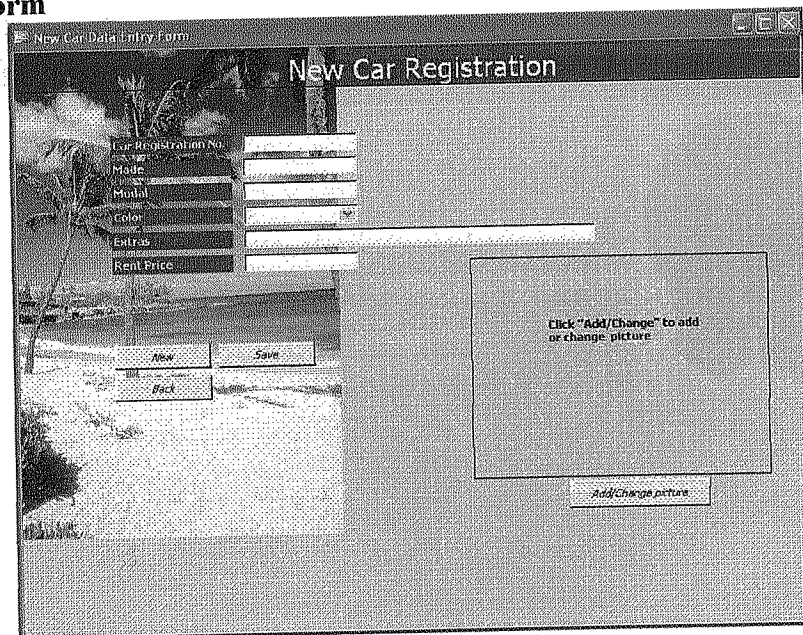 orm
New Car Data Entry Form
New Car Registration
Car Registration No.
Made
Modal
Color
Extras
Rent Price
Click "Add/Change" to add
or change picture
New
Save
Back
Add/Change picture